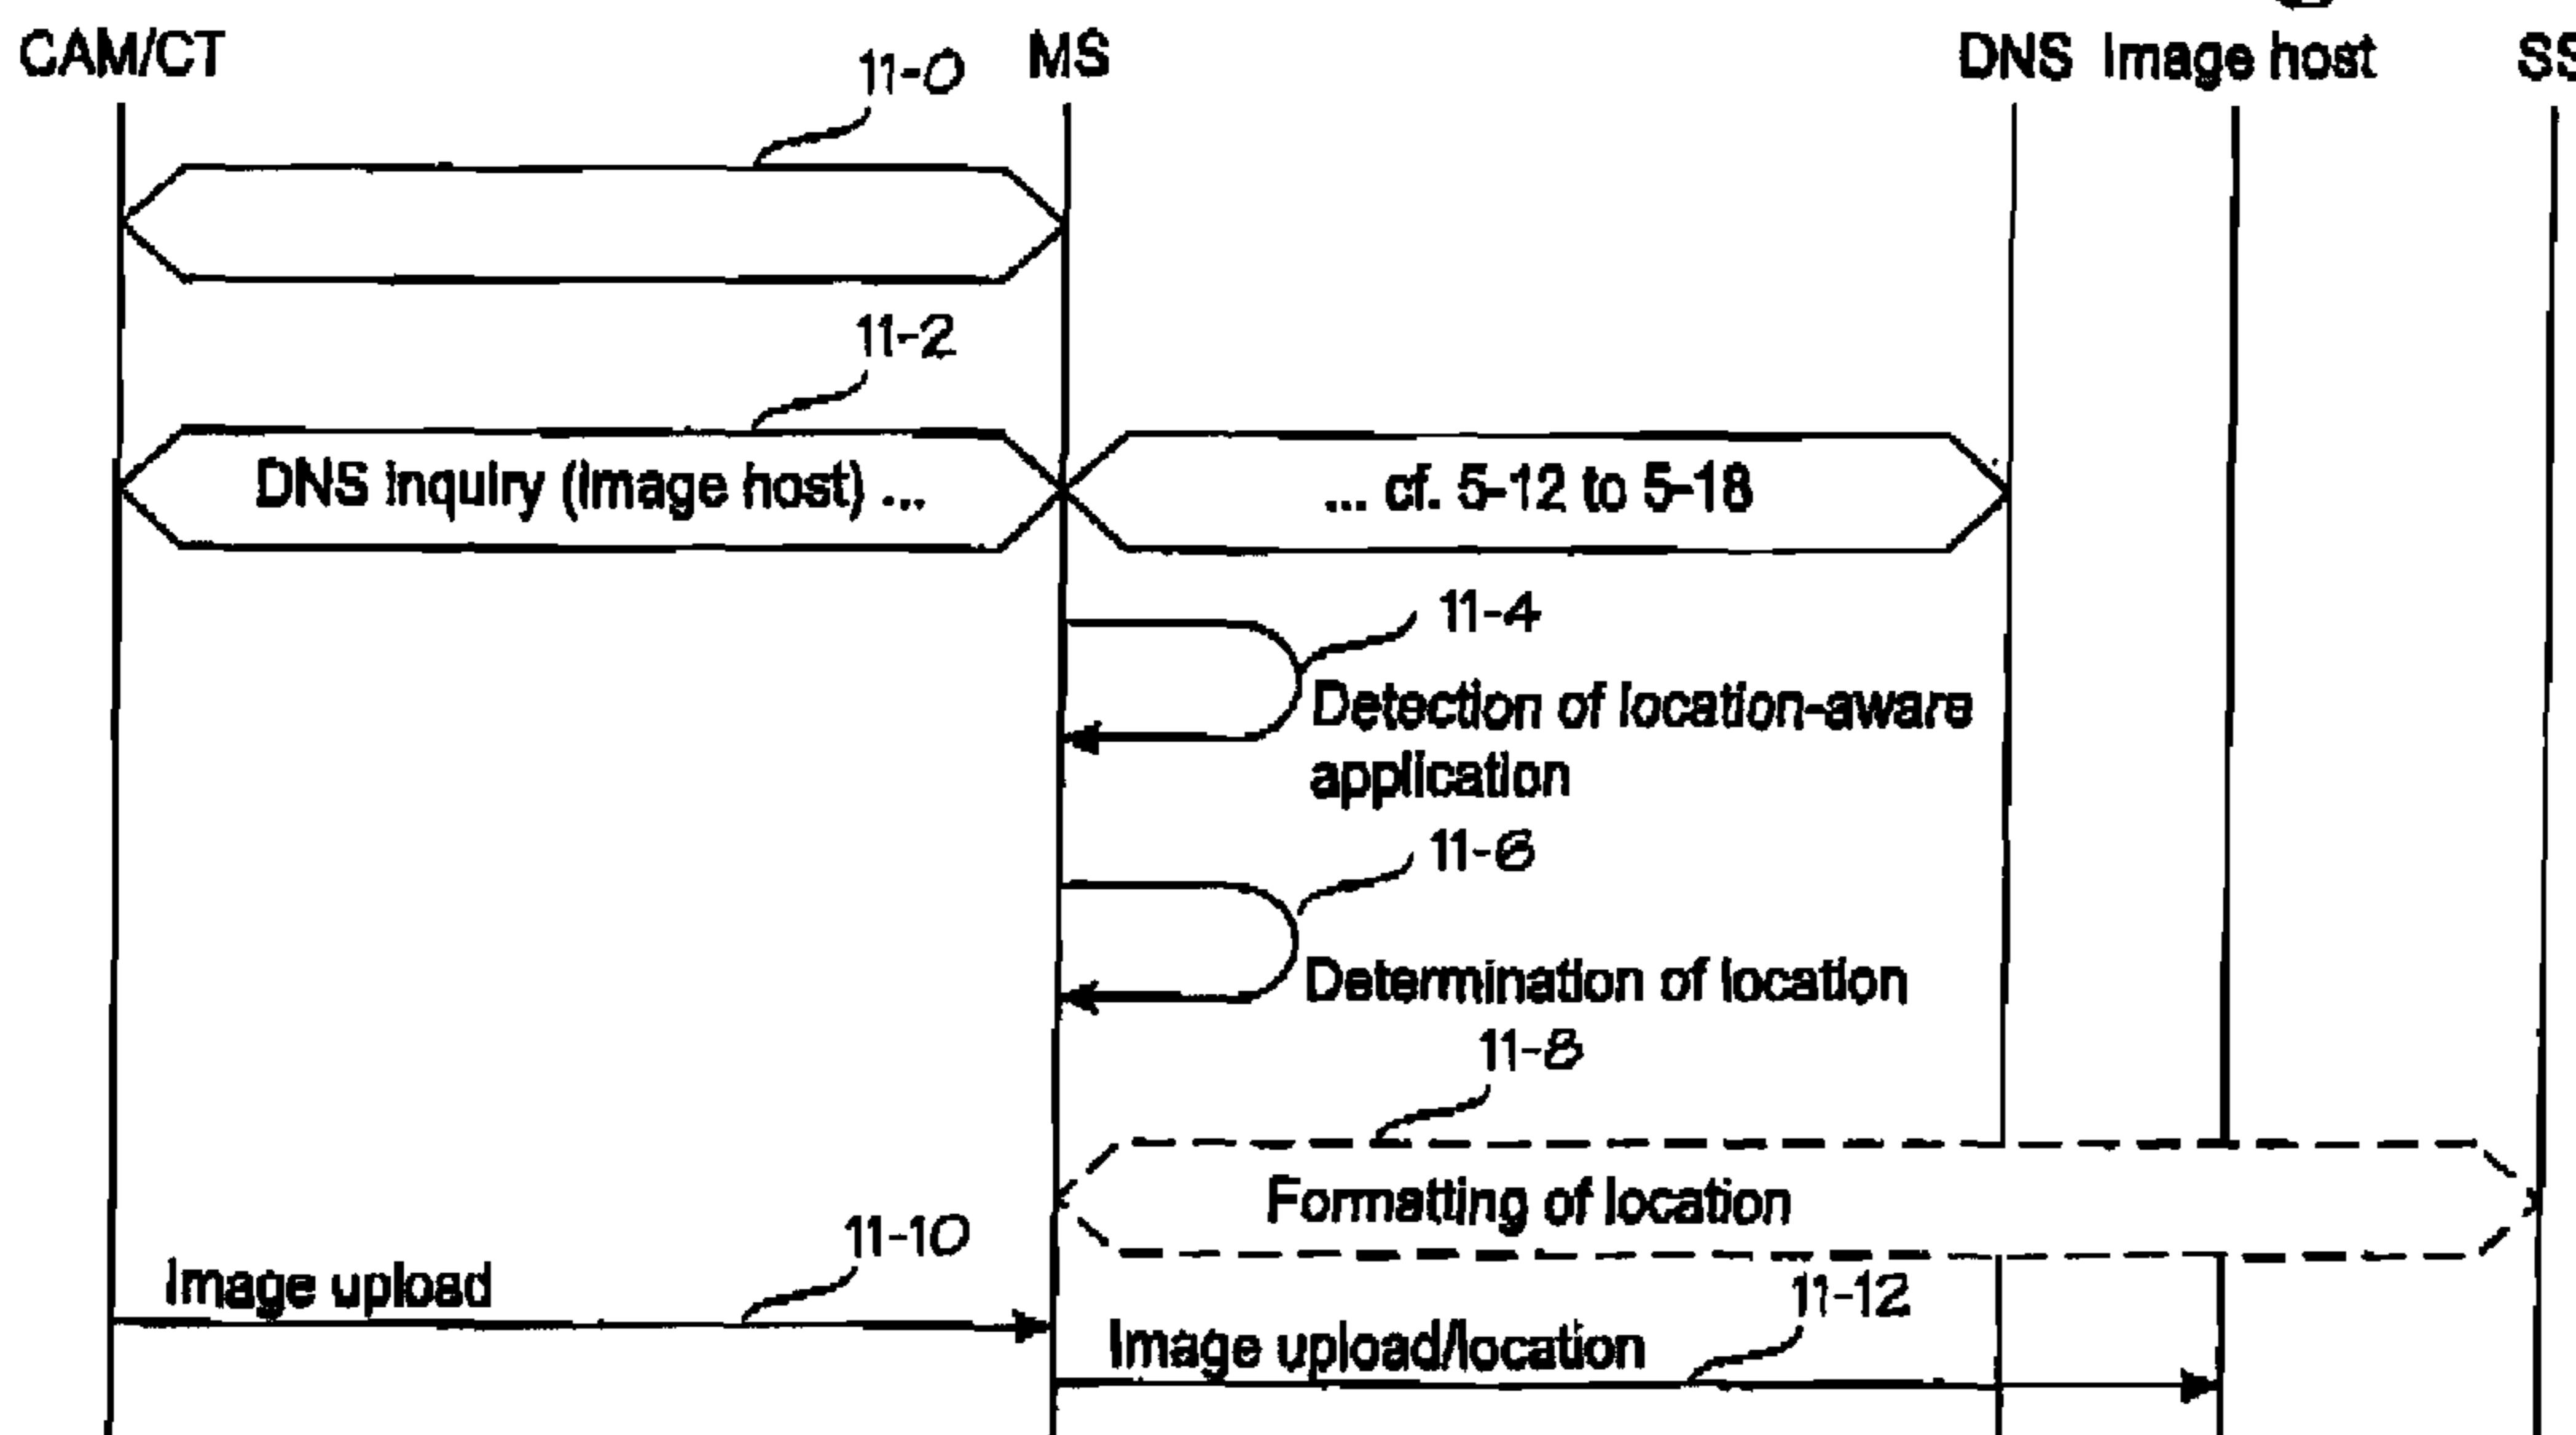 CAM/CT MS DNS Image host SS
11-0
11-2
DNS inquiry (image host) ... ... cf. 5-12 to 5-18
11-4
Detection of location-aware
application
11-6
Determination of location
11-8
Formatting of location
11-10
Image upload
11-12
Image upload/location